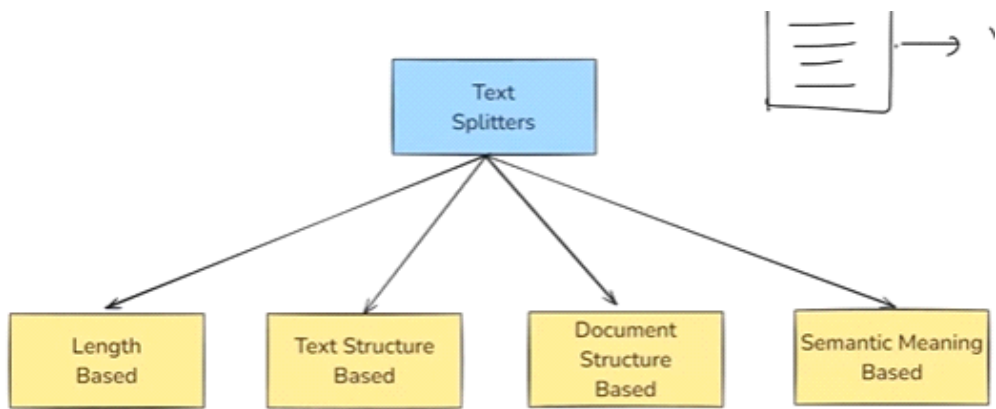 Text
Splitters
Length
Based
Text Structure
Based
Document
Structure
Based
Semantic Meaning
Based